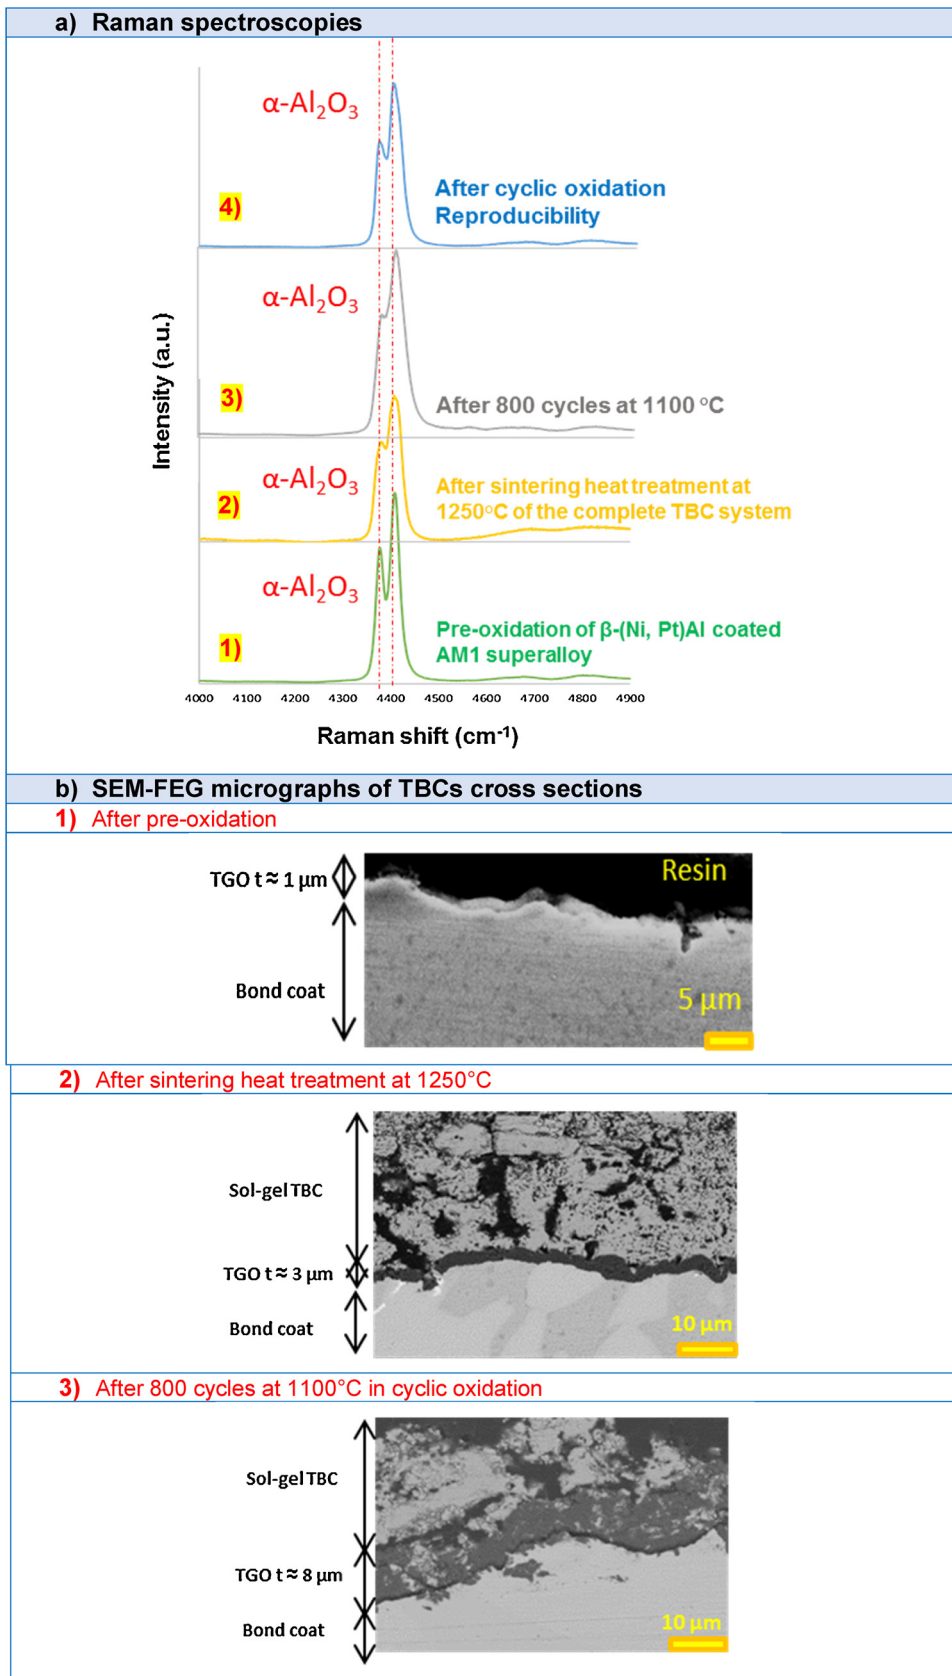 a) Raman spectroscopies
α-Al₂O₃
4)
After cyclic oxidation
Reproducibility
α-Al₂O₃
3)
After 800 cycles at 1100 °C
α-Al₂O₃
2)
After sintering heat treatment at
1250°C of the complete TBC system
α-Al₂O₃
1)
Pre-oxidation of β-(Ni, Pt)Al coated
AM1 superalloy
Intensity (a.u.)
4000 4100 4200 4300 4400 4500 4600 4700 4800 4900
Raman shift (cm⁻¹)
b) SEM-FEG micrographs of TBCs cross sections
1) After pre-oxidation
TGO t ≈ 1 µm
Resin
Bond coat
5 µm
2) After sintering heat treatment at 1250°C
Sol-gel TBC
TGO t ≈ 3 µm
Bond coat
10 µm
3) After 800 cycles at 1100°C in cyclic oxidation
Sol-gel TBC
TGO t ≈ 8 µm
Bond coat
10 µm